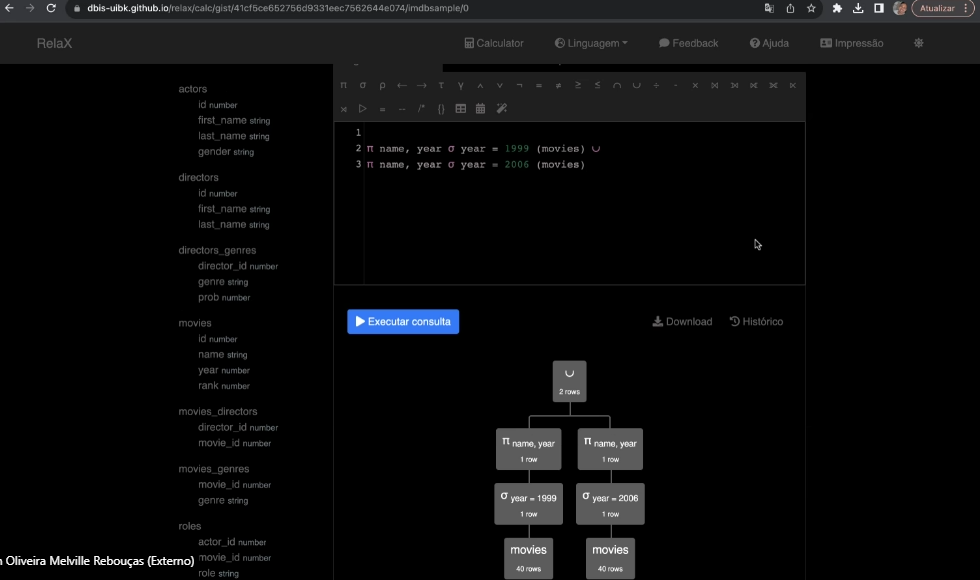 dbis-uibk.github.io/relax/calc/gist/41cf5ce652756d9331eec7562644e074/imdbsample/0
Atualizar
RelaX
Calculator
Linguagem
Feedback
Ajuda
Impressão
π σ ρ ← → τ γ ∧ ∨ ¬ = ≠ ≥ ≤ ∩ ∪ ÷ - ⨯ ⨝ ⟕ ⟖ ⟗ ⋉
⋊ ▷ = -- /* {}
actors
id number
first_name string
last_name string
gender string
directors
id number
first_name string
last_name string
directors_genres
director_id number
genre string
prob number
movies
id number
name string
year number
rank number
movies_directors
director_id number
movie_id number
movies_genres
movie_id number
genre string
roles
actor_id number
movie_id number
role string
1
2 π name, year σ year = 1999 (movies) ∪
3 π name, year σ year = 2006 (movies)
Executar consulta
Download
Histórico
∪
2 rows
π name, year
1 row
π name, year
1 row
σ year = 1999
1 row
σ year = 2006
1 row
movies
40 rows
movies
40 rows
Oliveira Melville Rebouças (Externo)